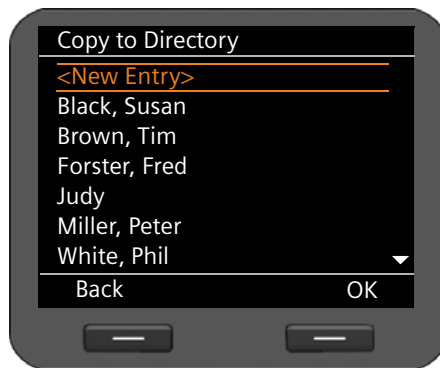 Copy to Directory
<New Entry>
Black, Susan
Brown, Tim
Forster, Fred
Judy
Miller, Peter
White, Phil
Back OK